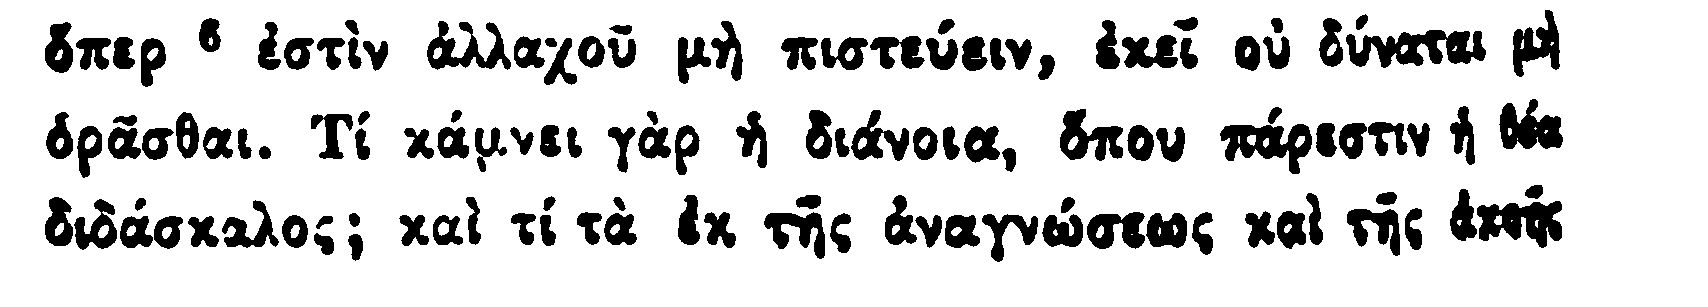 ὅπερ 6 ἐστὶν ἀλλαχοῦ μὴ πιστεύειν, ἐκεῖ οὐ δύναται μὴ
ὁρᾶσθαι. Τί κάμνει γὰρ ἡ διάνοια, ὅπου πάρεστιν ἡ θέα
διδάσκαλος; καὶ τί τὰ ἐκ τῆς ἀναγνώσεως καὶ τῆς ἀκοῆς